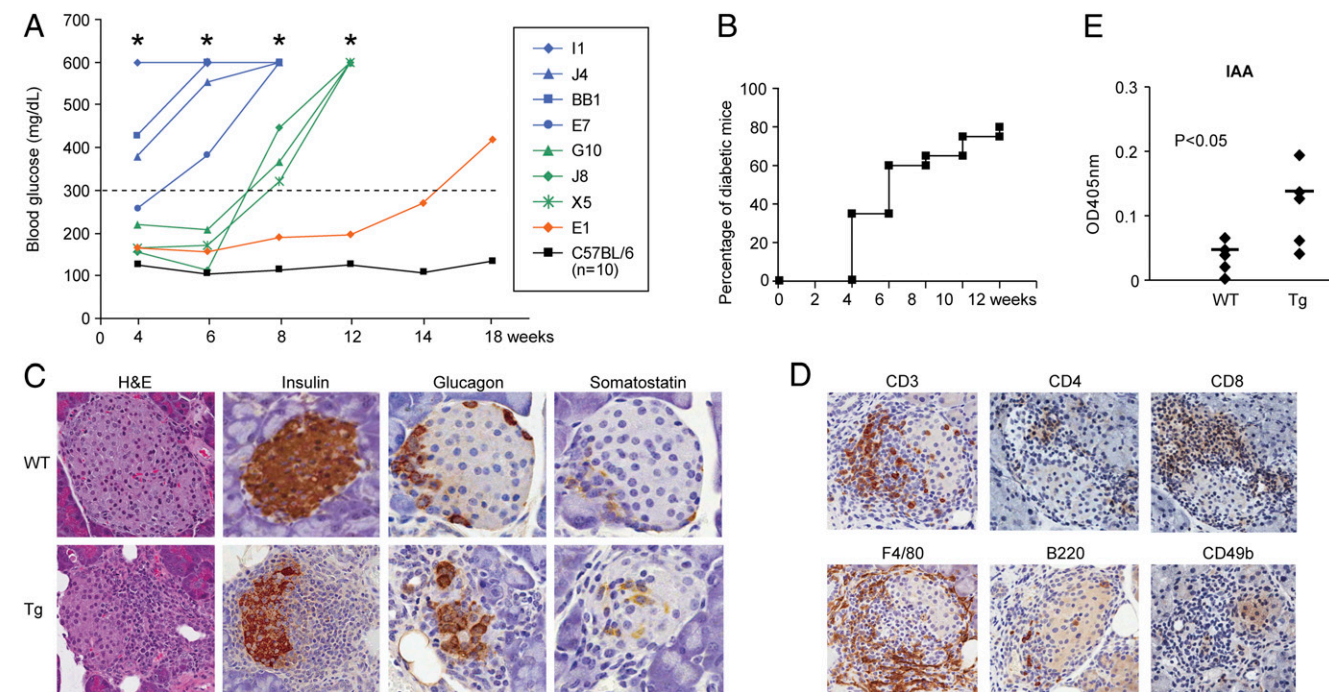 A
Blood glucose (mg/dL)
700
600
500
400
300
200
100
0
* * * *
0 4 6 8 12 14 18 weeks
I1
J4
BB1
E7
G10
J8
X5
E1
C57BL/6
(n=10)
B
Percentage of diabetic mice
100
80
60
40
20
0
0 2 4 6 8 10 12 weeks
E
IAA
OD405nm
0.3
0.2
0.1
0
P<0.05
WT Tg
C
H&E Insulin Glucagon Somatostatin
WT
Tg
D
CD3 CD4 CD8
F4/80 B220 CD49b